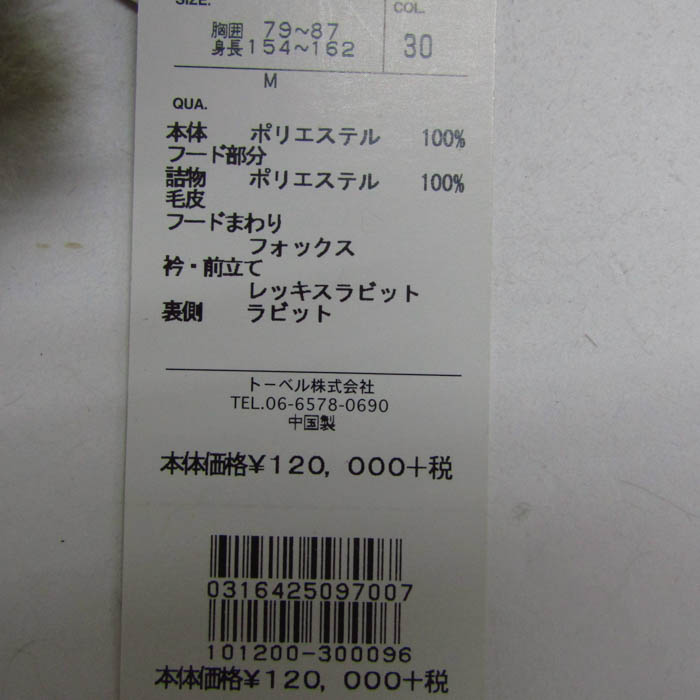 SIZE.
COL.
胸囲 79~87
身長154~162
30
M
QUA.
本体 ポリエステル 100%
フード部分
詰物 ポリエステル 100%
毛皮
フードまわり
フォックス
衿・前立て
レッキスラビット
裏側 ラビット
トーベル株式会社
TEL.06-6578-0690
中国製
本体価格¥120, 000+税
0316425097007
101200-300096
本体価格¥120, 000+税